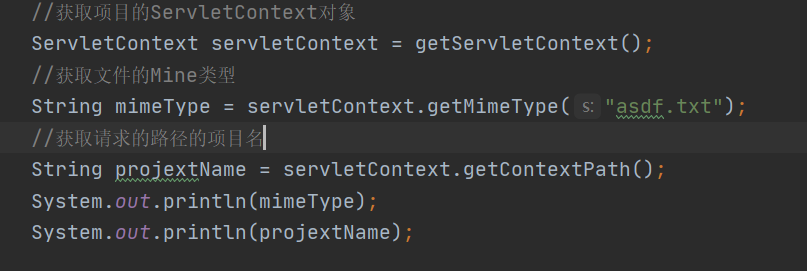 //获取项目的ServletContext对象
ServletContext servletContext = getServletContext();
//获取文件的Mine类型
String mimeType = servletContext.getMimeType( s: "asdf.txt");
//获取请求的路径的项目名
String projextName = servletContext.getContextPath();
System.out.println(mimeType);
System.out.println(projextName);